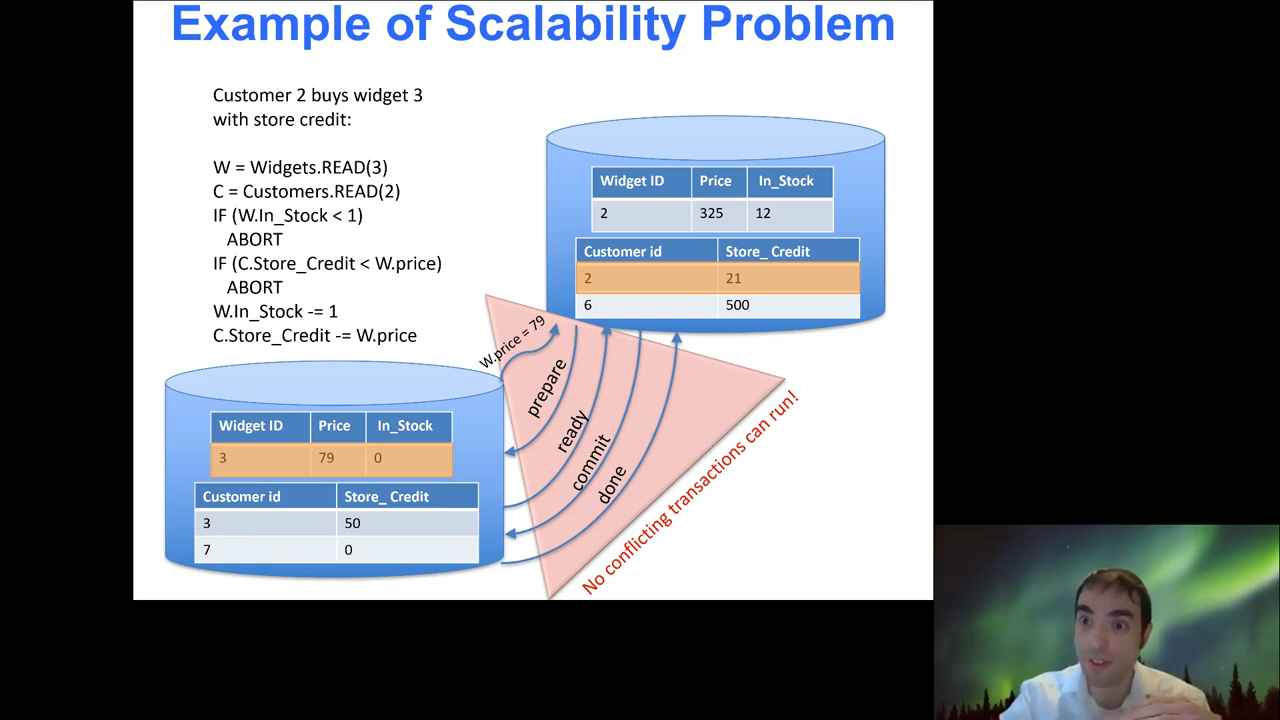 Example of Scalability Problem
Customer 2 buys widget 3
with store credit:
W = Widgets.READ(3)
C = Customers.READ(2)
IF (W.In_Stock < 1)
ABORT
IF (C.Store_Credit < W.price)
ABORT
W.In_Stock -= 1
C.Store_Credit -= W.price
Widget ID Price In_Stock
2 325 12
Customer id Store_ Credit
2 21
6 500
W.price = 79
prepare
ready
commit
done
No conflicting transactions can run!
Widget ID Price In_Stock
3 79 0
Customer id Store_ Credit
3 50
7 0